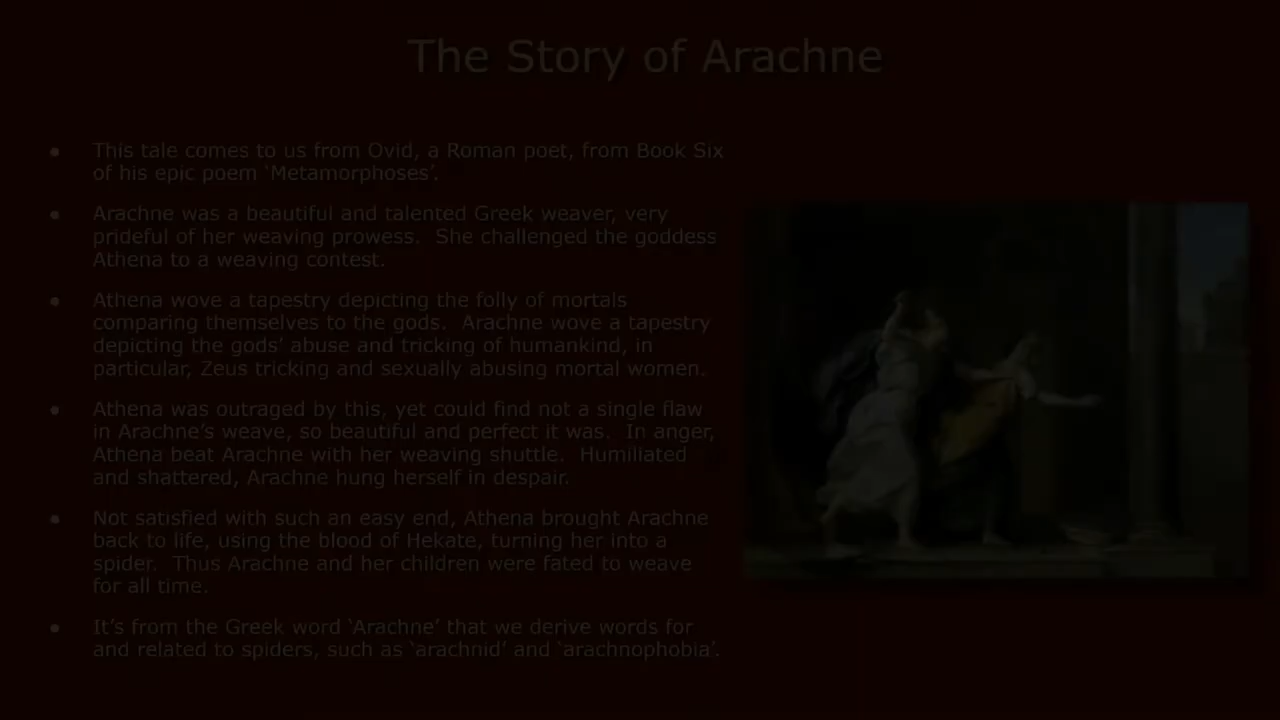 The Story of Arachne
• This tale comes to us from Ovid, a Roman poet, from Book Six
of his epic poem ‘Metamorphoses’.
• Arachne was a beautiful and talented Greek weaver, very
prideful of her weaving prowess.  She challenged the goddess
Athena to a weaving contest.
• Athena wove a tapestry depicting the folly of mortals
comparing themselves to the gods.  Arachne wove a tapestry
depicting the gods’ abuse and tricking of humankind, in
particular, Zeus tricking and sexually abusing mortal women.
• Athena was outraged by this, yet could find not a single flaw
in Arachne’s weave, so beautiful and perfect it was.  In anger,
Athena beat Arachne with her weaving shuttle.  Humiliated
and shattered, Arachne hung herself in despair.
• Not satisfied with such an easy end, Athena brought Arachne
back to life, using the blood of Hekate, turning her into a
spider.  Thus Arachne and her children were fated to weave
for all time.
• It’s from the Greek word ‘Arachne’ that we derive words for
and related to spiders, such as ‘arachnid’ and ‘arachnophobia’.